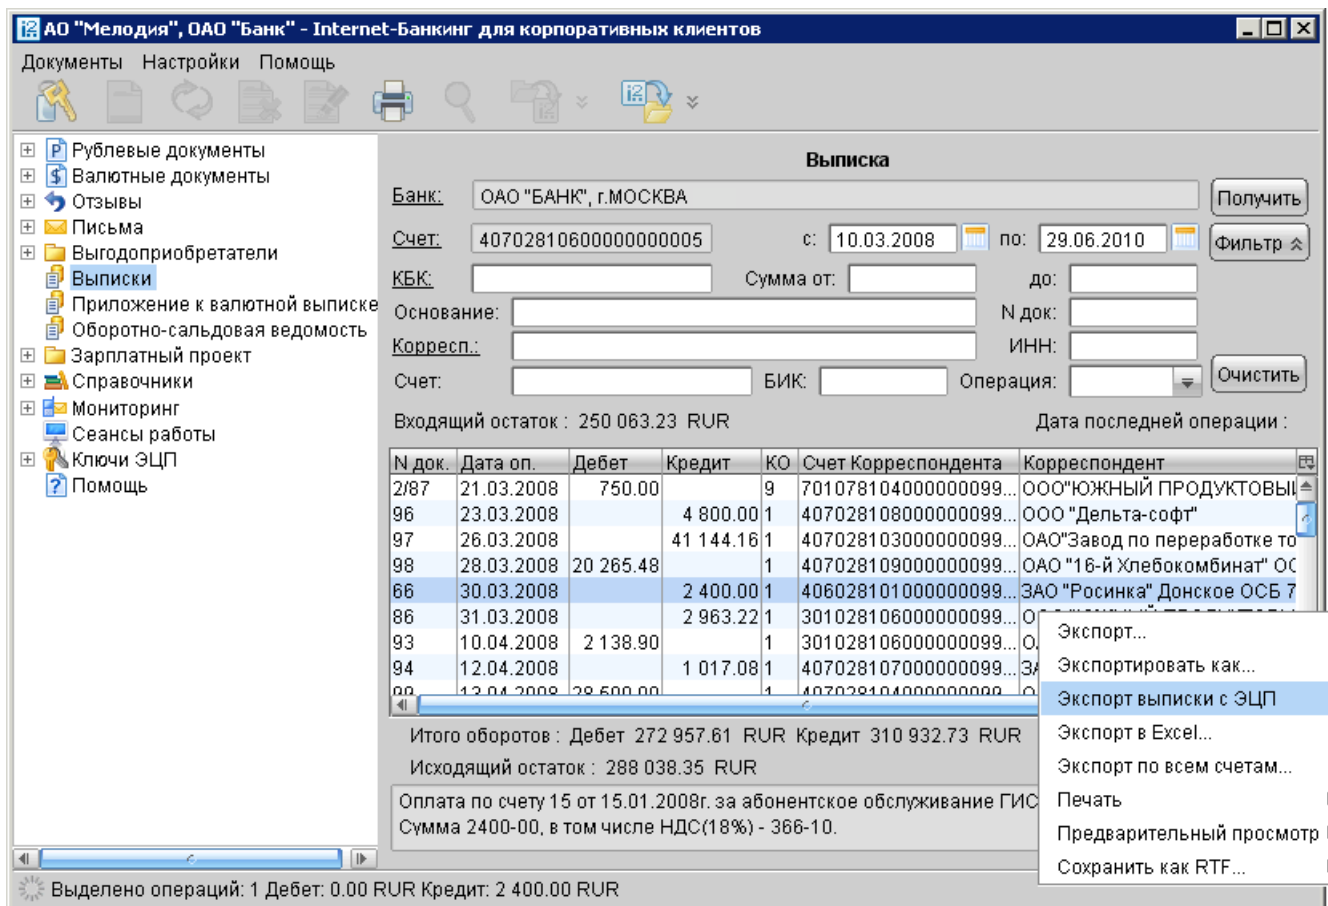 АО "Мелодия", ОАО "Банк" - Internet-Банкинг для корпоративных клиентов
Документы Настройки Помощь
Рублевые документы
Валютные документы
Отзывы
Письма
Выгодоприобретатели
Выписки
Приложение к валютной выписке
Оборотно-сальдовая ведомость
Зарплатный проект
Справочники
Мониторинг
Сеансы работы
Ключи ЭЦП
Помощь
Выписка
Банк: ОАО "БАНК", г.МОСКВА Получить
Счет: 40702810600000000005 с: 10.03.2008 по: 29.06.2010 Фильтр
КБК: Сумма от: до:
Основание: N док:
Корресп.: ИНН:
Счет: БИК: Операция: Очистить
Входящий остаток : 250 063.23 RUR Дата последней операции :
N док. Дата оп. Дебет Кредит КО Счет Корреспондента Корреспондент
2/87 21.03.2008 750.00 9 7010781040000000099... ООО"ЮЖНЫЙ ПРОДУКТОВЫ
96 23.03.2008 4 800.00 1 407028108000000099... ООО "Дельта-софт"
97 26.03.2008 41 144.16 1 407028103000000099... ОАО"Завод по переработке то
98 28.03.2008 20 265.48 1 407028109000000099... ОАО "16-й Хлебокомбинат" ОС
66 30.03.2008 2 400.00 1 406028101000000099... ЗАО "Росинка" Донское ОСБ 7
86 31.03.2008 2 963.22 1 301028106000000099...
93 10.04.2008 2 138.90 1 301028106000000099...
94 12.04.2008 1 017.08 1 407028107000000099...
99 13.04.2008 28 600.00 1 407028104000000099...
Экспорт...
Экспортировать как...
Экспорт выписки с ЭЦП
Экспорт в Excel...
Экспорт по всем счетам...
Печать
Предварительный просмотр
Сохранить как RTF...
Итого оборотов : Дебет 272 957.61 RUR Кредит 310 932.73 RUR
Исходящий остаток : 288 038.35 RUR
Оплата по счету 15 от 15.01.2008г. за абонентское обслуживание ГИС
Сумма 2400-00, в том числе НДС(18%) - 366-10.
Выделено операций: 1 Дебет: 0.00 RUR Кредит: 2 400.00 RUR